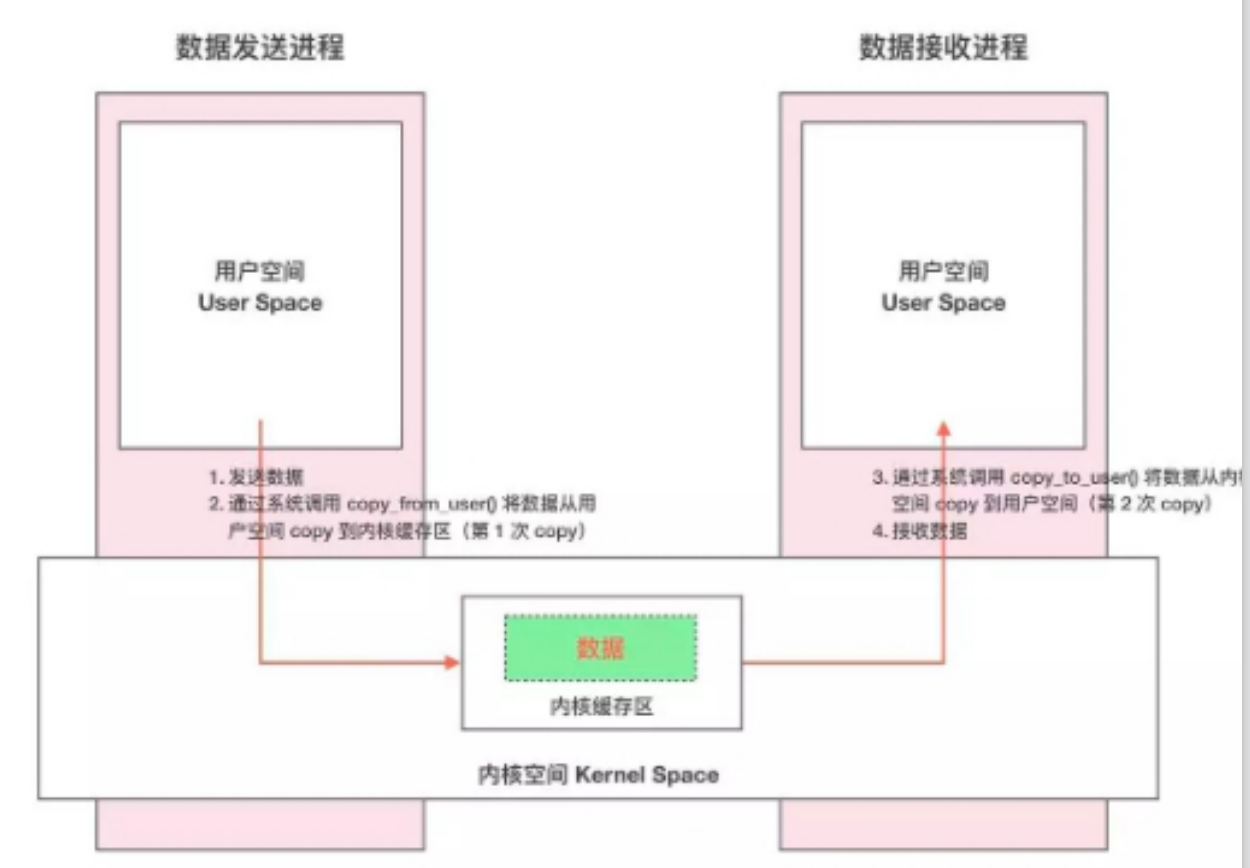 数据发送进程
数据接收进程
用户空间
User Space
用户空间
User Space
1. 发送数据
2. 通过系统调用 copy_from_user() 将数据从用
户空间 copy 到内核缓存区（第 1 次 copy）
3. 通过系统调用 copy_to_user() 将数据从内核
空间 copy 到用户空间（第 2 次 copy）
4. 接收数据
数据
内核缓存区
内核空间 Kernel Space